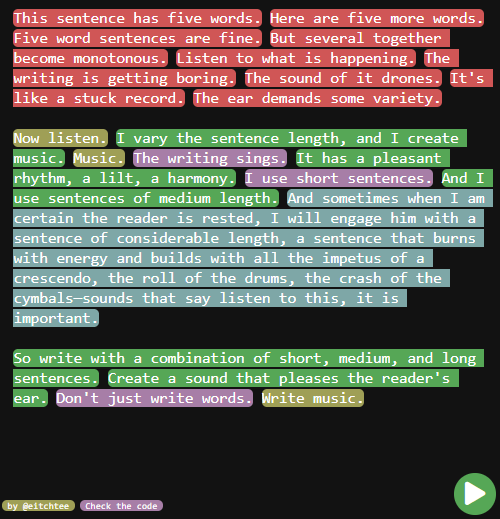 This sentence has five words. Here are five more words.
Five word sentences are fine. But several together
become monotonous. Listen to what is happening. The
writing is getting boring. The sound of it drones. It's
like a stuck record. The ear demands some variety.
Now listen. I vary the sentence length, and I create
music. Music. The writing sings. It has a pleasant
rhythm, a lilt, a harmony. I use short sentences. And I
use sentences of medium length. And sometimes when I am
certain the reader is rested, I will engage him with a
sentence of considerable length, a sentence that burns
with energy and builds with all the impetus of a
crescendo, the roll of the drums, the crash of the
cymbals—sounds that say listen to this, it is
important.
So write with a combination of short, medium, and long
sentences. Create a sound that pleases the reader's
ear. Don't just write words. Write music.
by @eitchtee Check the code